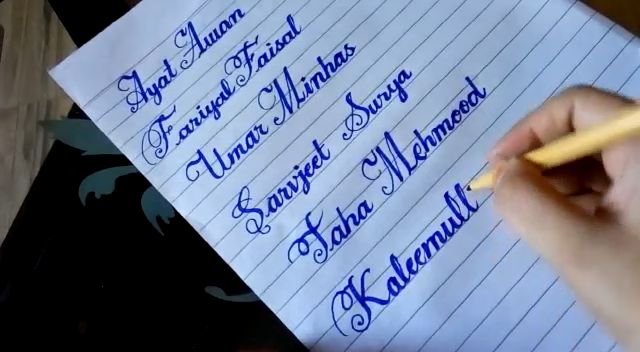 Ayat Awan
Fariyal Faisal
Umar Minhas
Sarvjeet Surya
Taha Mehmood
Kaleemull